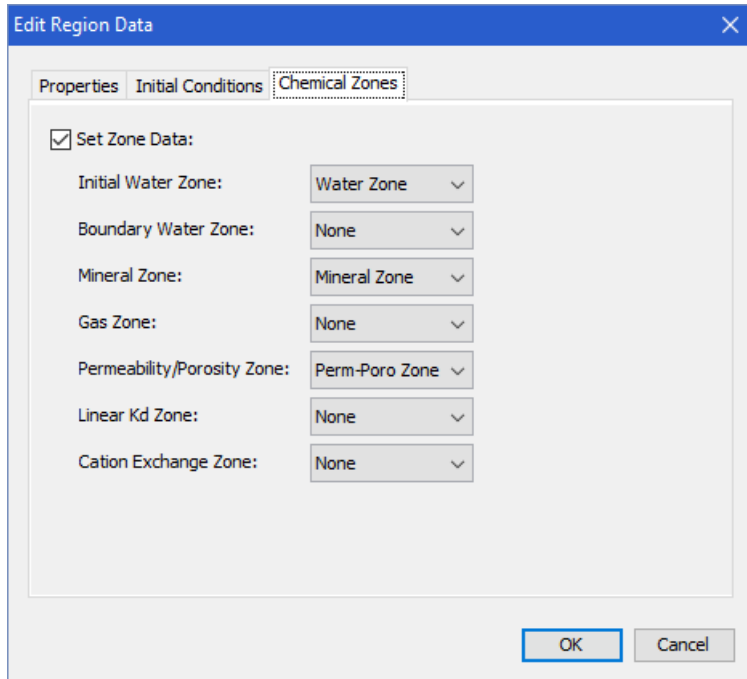 Edit Region Data
Properties Initial Conditions Chemical Zones
Set Zone Data:
Initial Water Zone: Water Zone
Boundary Water Zone: None
Mineral Zone: Mineral Zone
Gas Zone: None
Permeability/Porosity Zone: Perm-Poro Zone
Linear Kd Zone: None
Cation Exchange Zone: None
OK Cancel